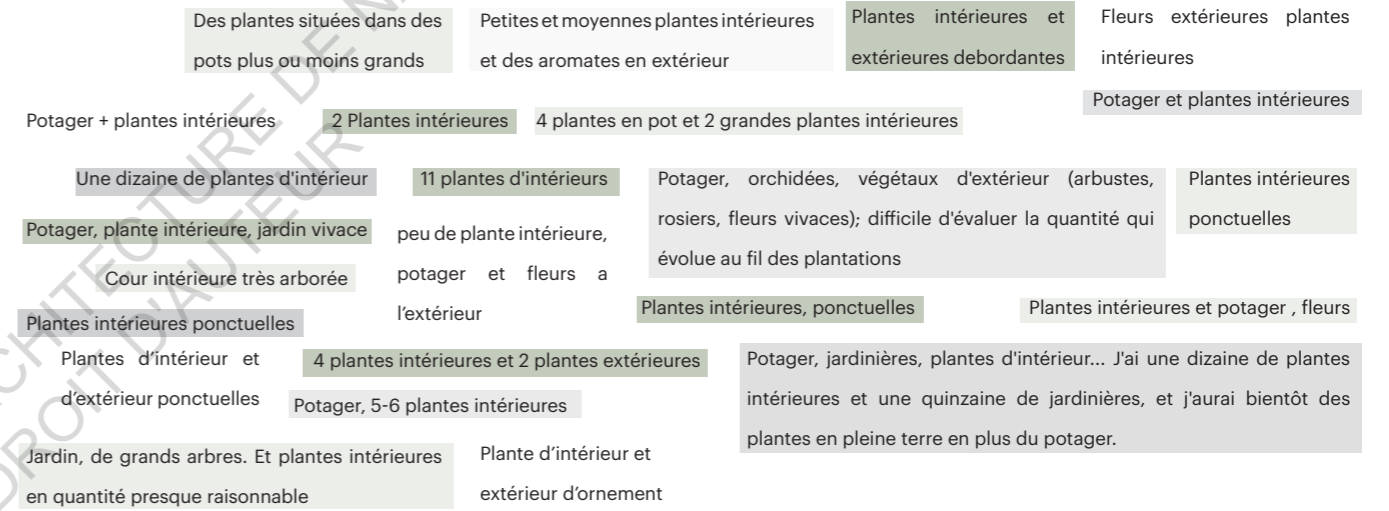 Des plantes situées dans des
pots plus ou moins grands
Petites et moyennes plantes intérieures
et des aromates en extérieur
Plantes intérieures et
extérieures debordantes
Fleurs extérieures plantes
intérieures
Potager et plantes intérieures
Potager + plantes intérieures
2 Plantes intérieures
4 plantes en pot et 2 grandes plantes intérieures
Une dizaine de plantes d'intérieur
11 plantes d'intérieurs
Potager, orchidées, végétaux d'extérieur (arbustes,
rosiers, fleurs vivaces); difficile d'évaluer la quantité qui
évolue au fil des plantations
Plantes intérieures
ponctuelles
Potager, plante intérieure, jardin vivace
peu de plante intérieure,
potager et fleurs a
l’extérieur
Cour intérieure très arborée
Plantes intérieures, ponctuelles
Plantes intérieures et potager , fleurs
Plantes intérieures ponctuelles
Plantes d’intérieur et
d’extérieur ponctuelles
4 plantes intérieures et 2 plantes extérieures
Potager, jardinières, plantes d'intérieur... J'ai une dizaine de plantes
intérieures et une quinzaine de jardinières, et j'aurai bientôt des
plantes en pleine terre en plus du potager.
Potager, 5-6 plantes intérieures
Jardin, de grands arbres. Et plantes intérieures
en quantité presque raisonnable
Plante d’intérieur et
extérieur d’ornement
ARCHITECTURE DE
DROIT D'AUTEUR